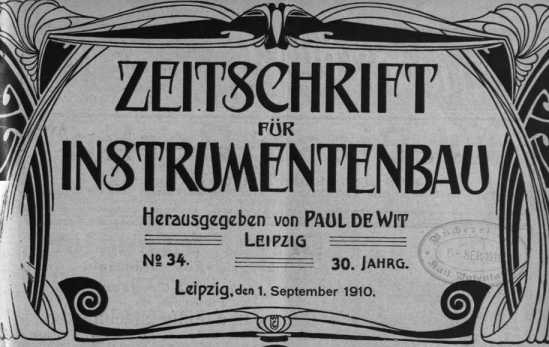 ZEITSCHRIFT
FÜR
INSTRUMENTENBAU
Herausgegeben von PAUL DE WIT
LEIPZIG
Nº 34.
30. JAHRG.
Leipzig, den 1. September 1910.